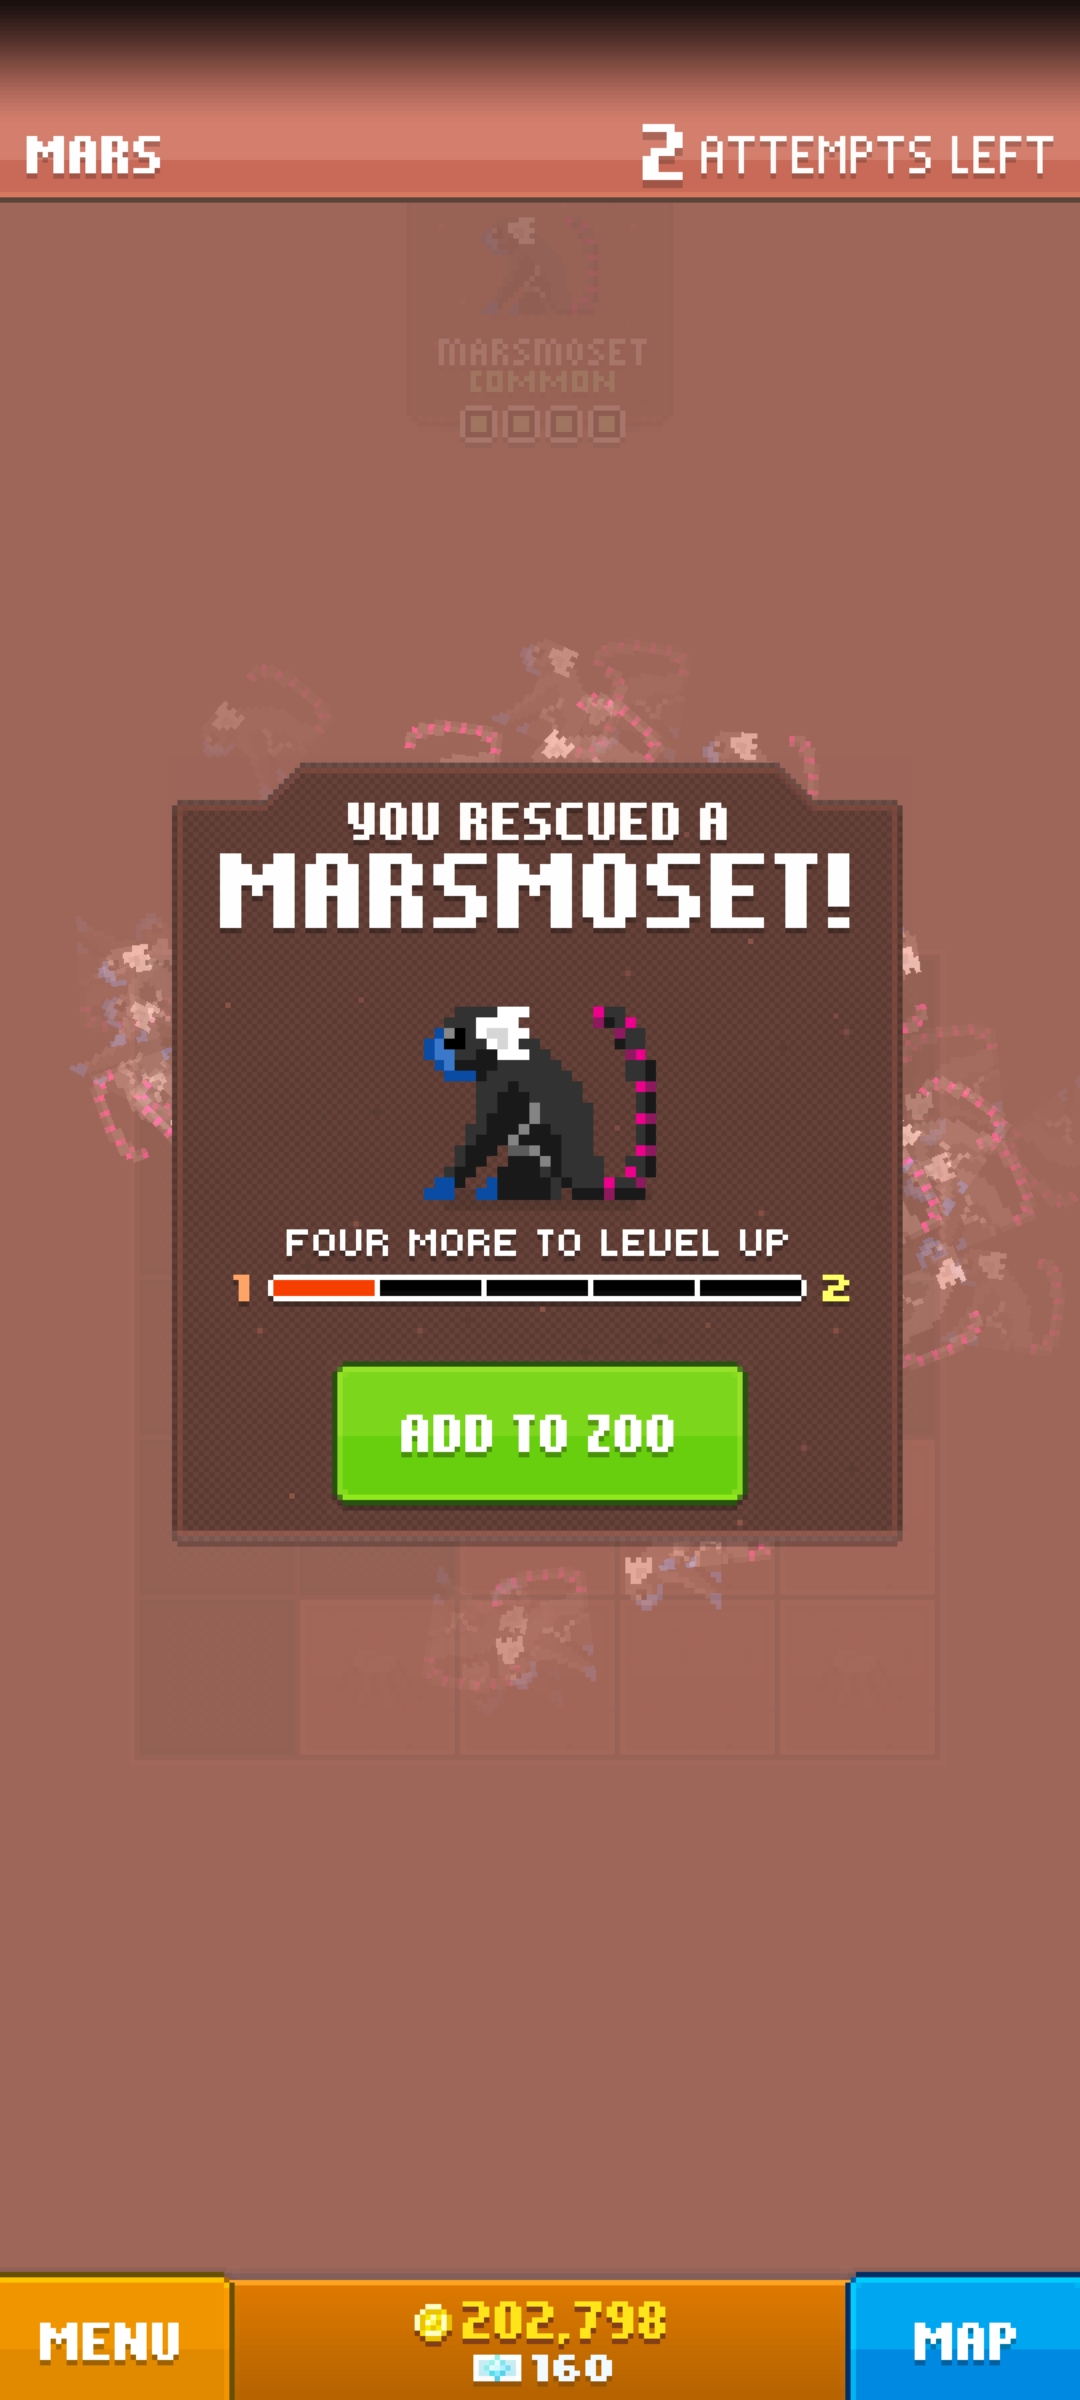 MARS
2 ATTEMPTS LEFT
MARSMOSET
COMMON
YOU RESCUED A
MARSMOSET!
FOUR MORE TO LEVEL UP
1
2
ADD TO ZOO
MENU
202,798
160
MAP